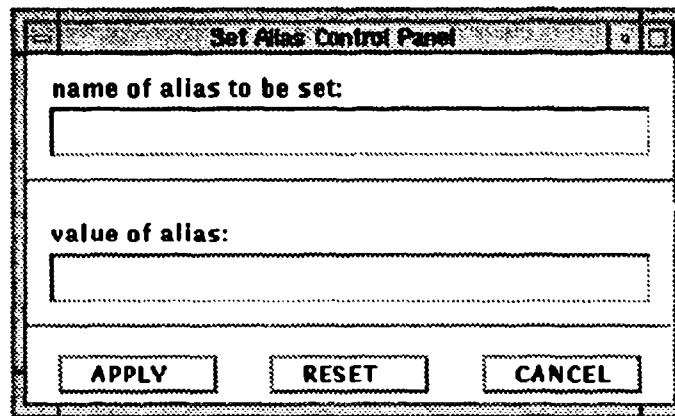 Set Alias Control Panel
name of alias to be set:
value of alias:
APPLY RESET CANCEL